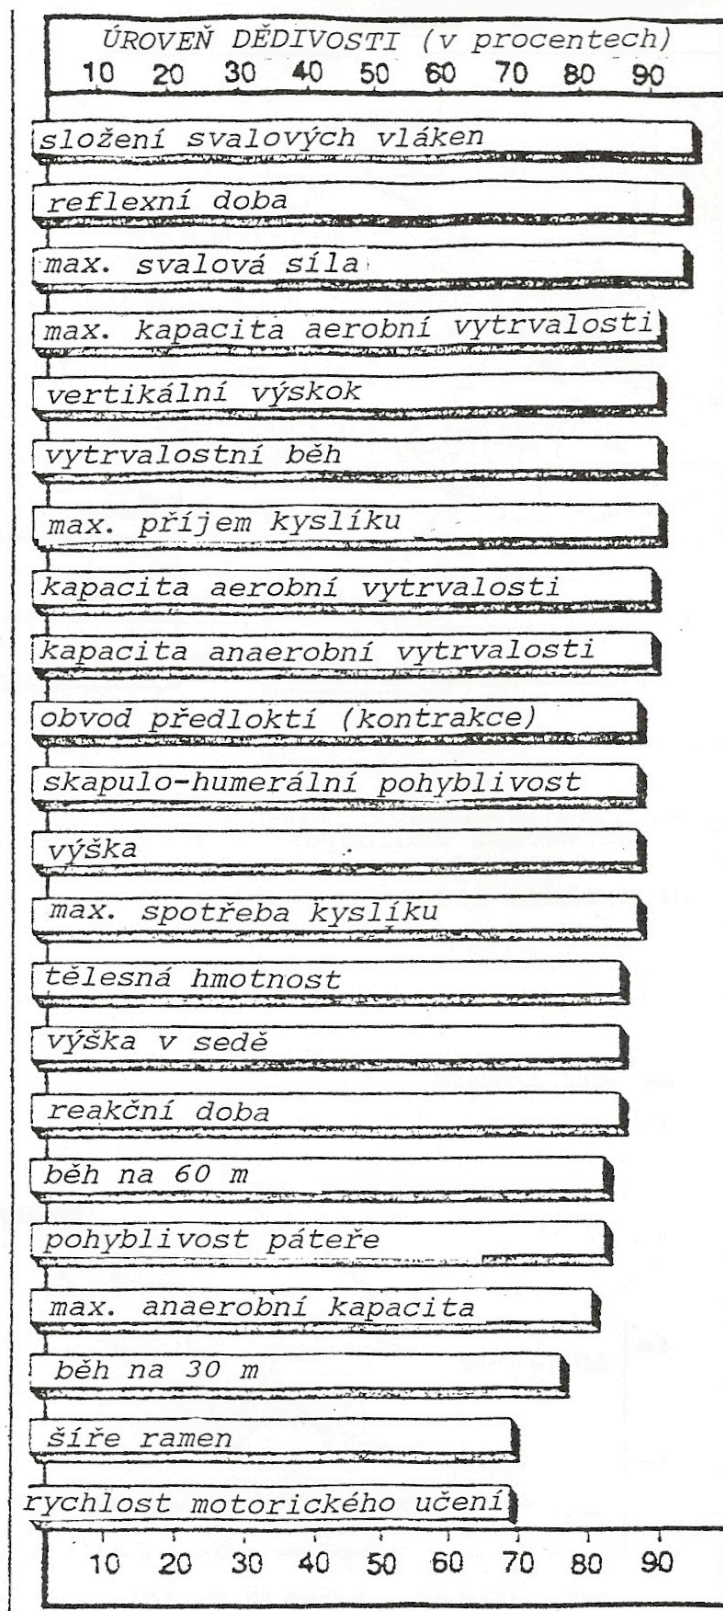 ÚROVEŇ DĚDIVOSTI (v procentech)
10 20 30 40 50 60 70 80 90
složení svalových vláken
reflexní doba
max. svalová síla
max. kapacita aerobní vytrvalosti
vertikální výskok
vytrvalostní běh
max. příjem kyslíku
kapacita aerobní vytrvalosti
kapacita anaerobní vytrvalosti
obvod předloktí (kontrakce)
skapulo-humerální pohyblivost
výška
max. spotřeba kyslíku
tělesná hmotnost
výška v sedě
reakční doba
běh na 60 m
pohyblivost páteře
max. anaerobní kapacita
běh na 30 m
šíře ramen
rychlost motorického učení
10 20 30 40 50 60 70 80 90